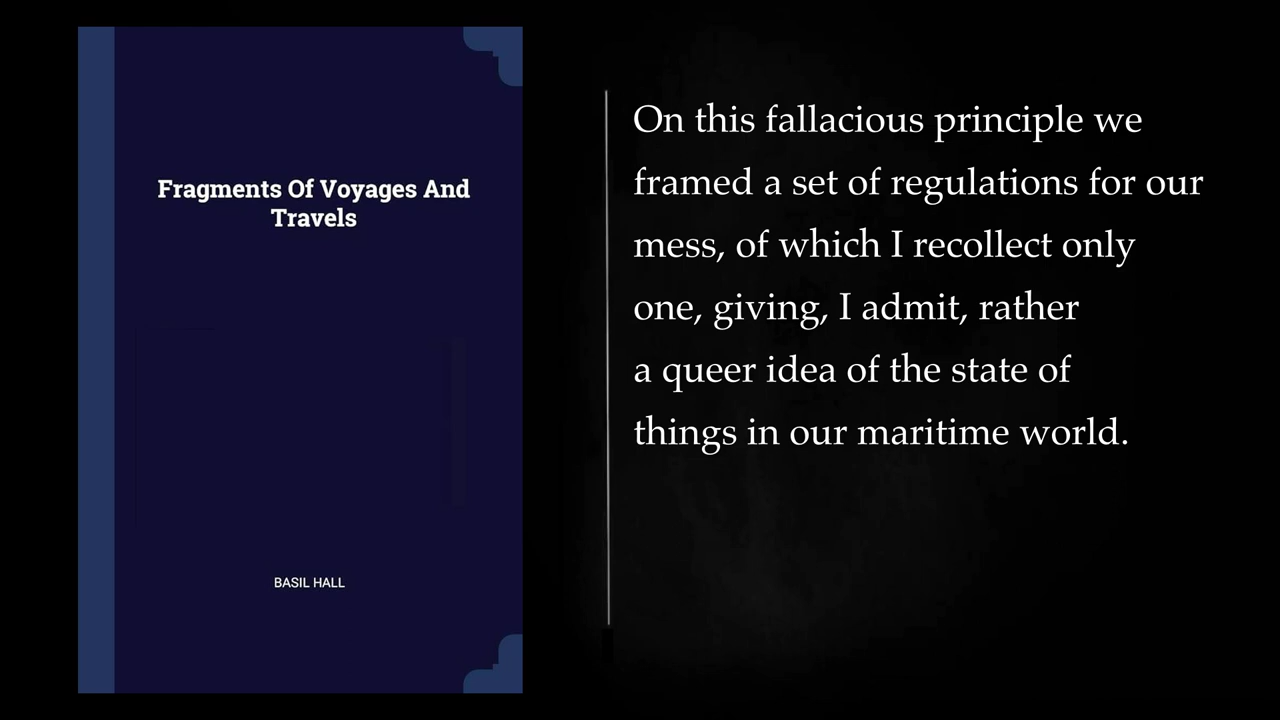 Fragments Of Voyages And
Travels
BASIL HALL
On this fallacious principle we
framed a set of regulations for our
mess, of which I recollect only
one, giving, I admit, rather
a queer idea of the state of
things in our maritime world.